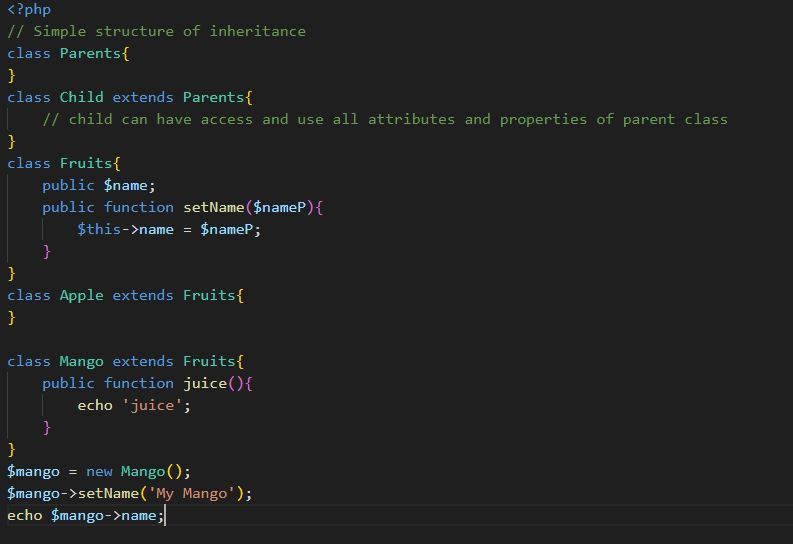 <?php
// Simple structure of inheritance
class Parents{
}
class Child extends Parents{
    // child can have access and use all attributes and properties of parent class
}
class Fruits{
    public $name;
    public function setName($nameP){
        $this->name = $nameP;
    }
}
class Apple extends Fruits{
}

class Mango extends Fruits{
    public function juice(){
        echo 'juice';
    }
}
$mango = new Mango();
$mango->setName('My Mango');
echo $mango->name;